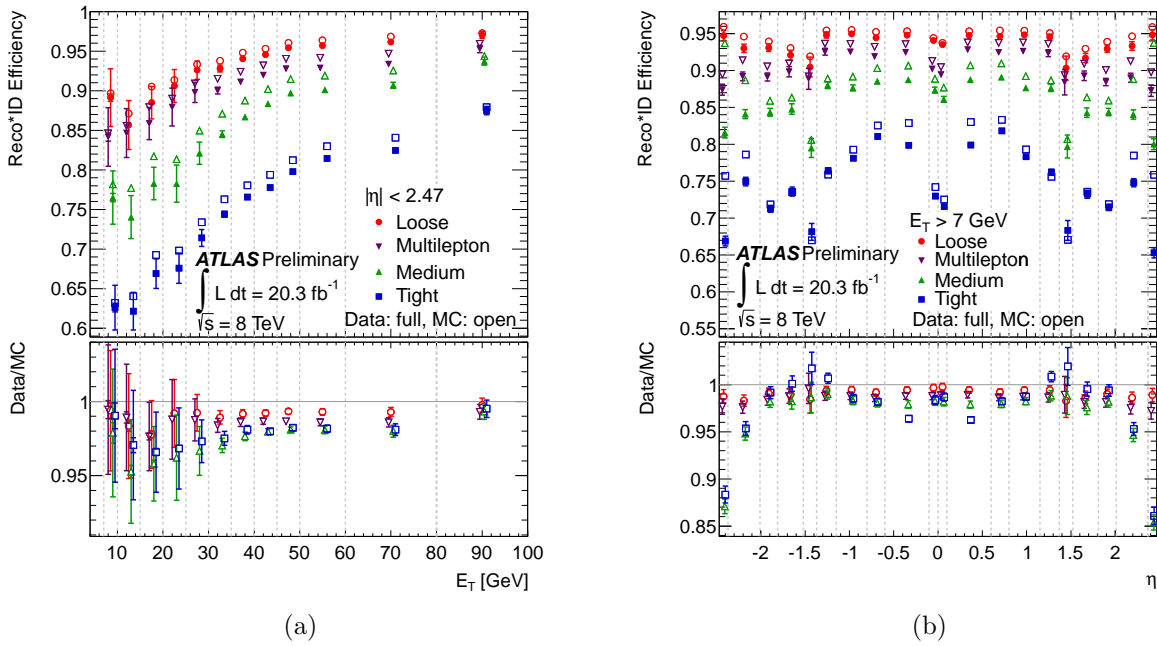 Reco*ID Efficiency
1
0.95
0.9
0.85
0.8
0.75
0.7
0.65
0.6
|η| < 2.47
Loose
Multilepton
Medium
Tight
ATLAS Preliminary
∫ L dt = 20.3 fb⁻¹
√s = 8 TeV
Data: full, MC: open
Data/MC
1
0.95
10 20 30 40 50 60 70 80 90 100
E_T [GeV]
(a)
Reco*ID Efficiency
1
0.95
0.9
0.85
0.8
0.75
0.7
0.65
0.6
0.55
E_T > 7 GeV
Loose
Multilepton
Medium
Tight
ATLAS Preliminary
∫ L dt = 20.3 fb⁻¹
√s = 8 TeV
Data: full, MC: open
Data/MC
1
0.95
0.9
0.85
-2 -1.5 -1 -0.5 0 0.5 1 1.5 2
η
(b)